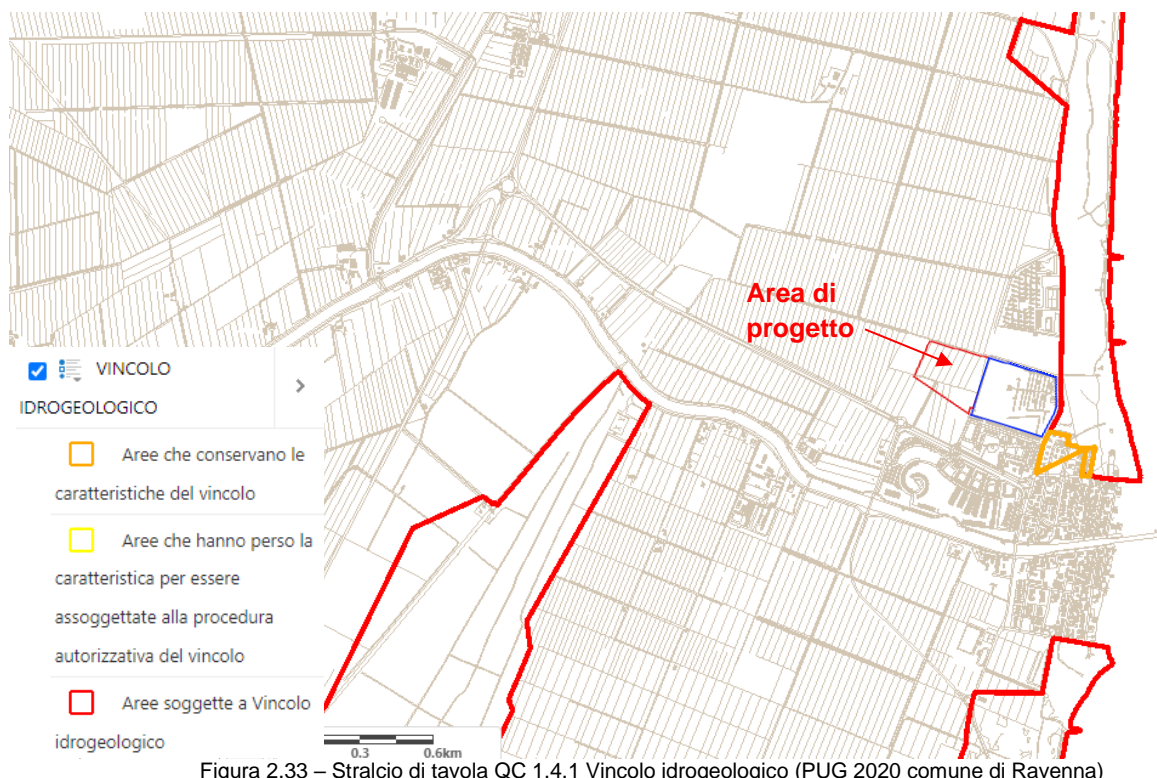 Area di
progetto
VINCOLO
IDROGEOLOGICO
Aree che conservano le
caratteristiche del vincolo
Aree che hanno perso la
caratteristica per essere
assoggettate alla procedura
autorizzativa del vincolo
Aree soggette a Vincolo
idrogeologico
0.3 0.6km
Figura 2.33 – Stralcio di tavola QC 1.4.1 Vincolo idrogeologico (PUG 2020 comune di Ravenna)